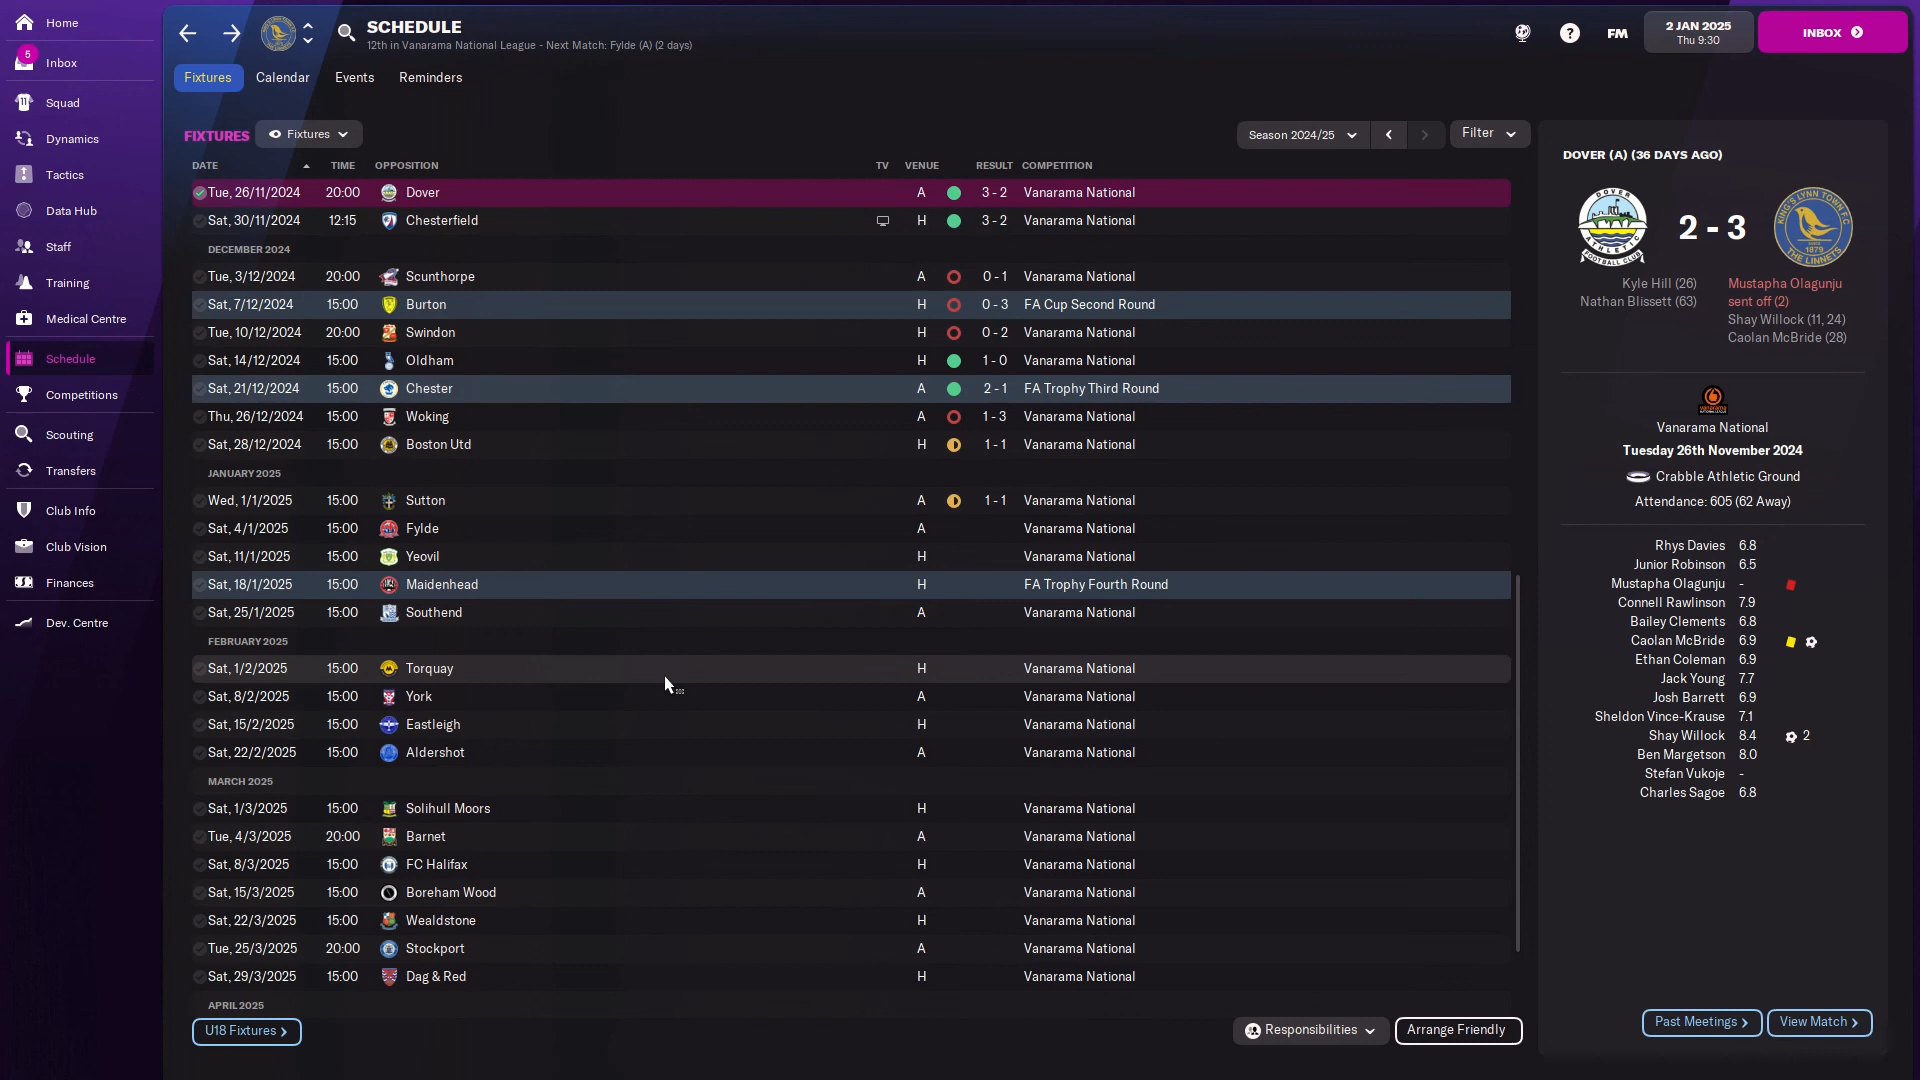 Home
5
Inbox
Squad
Dynamics
Tactics
Data Hub
Staff
Training
Medical Centre
Schedule
Competitions
Scouting
Transfers
Club Info
Club Vision
Finances
Dev. Centre
SCHEDULE
12th in Vanarama National League - Next Match: Fylde (A) (2 days)
? FM
2 JAN 2025
Thu 9:30
INBOX
Fixtures Calendar Events Reminders
FIXTURES Fixtures Season 2024/25 Filter
DATE TIME OPPOSITION TV VENUE RESULT COMPETITION
Tue, 26/11/2024 20:00 Dover A 3 - 2 Vanarama National
Sat, 30/11/2024 12:15 Chesterfield H 3 - 2 Vanarama National
DECEMBER 2024
Tue, 3/12/2024 20:00 Scunthorpe A 0 - 1 Vanarama National
Sat, 7/12/2024 15:00 Burton H 0 - 3 FA Cup Second Round
Tue, 10/12/2024 20:00 Swindon H 0 - 2 Vanarama National
Sat, 14/12/2024 15:00 Oldham H 1 - 0 Vanarama National
Sat, 21/12/2024 15:00 Chester A 2 - 1 FA Trophy Third Round
Thu, 26/12/2024 15:00 Woking A 1 - 3 Vanarama National
Sat, 28/12/2024 15:00 Boston Utd H 1 - 1 Vanarama National
JANUARY 2025
Wed, 1/1/2025 15:00 Sutton A 1 - 1 Vanarama National
Sat, 4/1/2025 15:00 Fylde A Vanarama National
Sat, 11/1/2025 15:00 Yeovil H Vanarama National
Sat, 18/1/2025 15:00 Maidenhead H FA Trophy Fourth Round
Sat, 25/1/2025 15:00 Southend A Vanarama National
FEBRUARY 2025
Sat, 1/2/2025 15:00 Torquay H Vanarama National
Sat, 8/2/2025 15:00 York A Vanarama National
Sat, 15/2/2025 15:00 Eastleigh H Vanarama National
Sat, 22/2/2025 15:00 Aldershot A Vanarama National
MARCH 2025
Sat, 1/3/2025 15:00 Solihull Moors H Vanarama National
Tue, 4/3/2025 20:00 Barnet A Vanarama National
Sat, 8/3/2025 15:00 FC Halifax H Vanarama National
Sat, 15/3/2025 15:00 Boreham Wood A Vanarama National
Sat, 22/3/2025 15:00 Wealdstone H Vanarama National
Tue, 25/3/2025 20:00 Stockport A Vanarama National
Sat, 29/3/2025 15:00 Dag & Red H Vanarama National
APRIL 2025
U18 Fixtures Responsibilities Arrange Friendly
DOVER (A) (36 DAYS AGO)
DOVER ATHLETIC FOOTBALL CLUB
2 - 3
KING'S LYNN TOWN F.C. SINCE 1879 THE LINNETS
Kyle Hill (26)
Nathan Blissett (63)
Mustapha Olagunju
sent off (2)
Shay Willock (11, 24)
Caolan McBride (28)
Vanarama National
Tuesday 26th November 2024
Crabble Athletic Ground
Attendance: 605 (62 Away)
Rhys Davies 6.8
Junior Robinson 6.5
Mustapha Olagunju -
Connell Rawlinson 7.9
Bailey Clements 6.8
Caolan McBride 6.9
Ethan Coleman 6.9
Jack Young 7.7
Josh Barrett 6.9
Sheldon Vince-Krause 7.1
Shay Willock 8.4 2
Ben Margetson 8.0
Stefan Vukoje -
Charles Sagoe 6.8
Past Meetings View Match